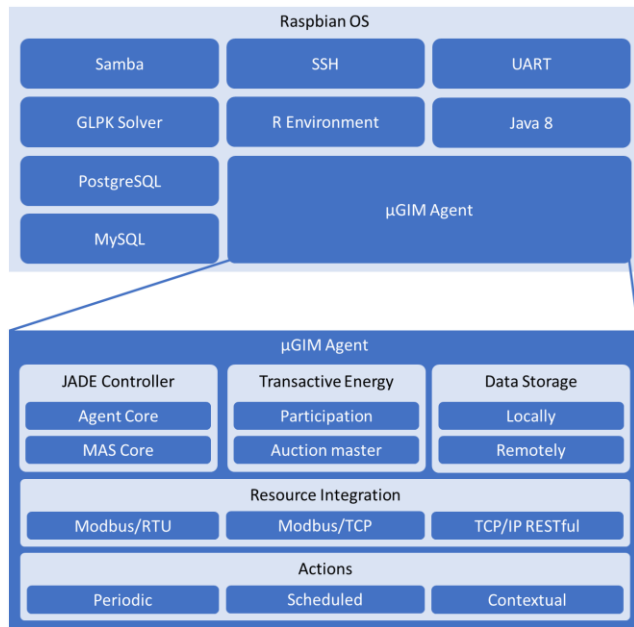 Raspbian OS
Samba
SSH
UART
GLPK Solver
R Environment
Java 8
PostgreSQL
µGIM Agent
MySQL
µGIM Agent
JADE Controller
Transactive Energy
Data Storage
Agent Core
Participation
Locally
MAS Core
Auction master
Remotely
Resource Integration
Modbus/RTU
Modbus/TCP
TCP/IP RESTful
Actions
Periodic
Scheduled
Contextual